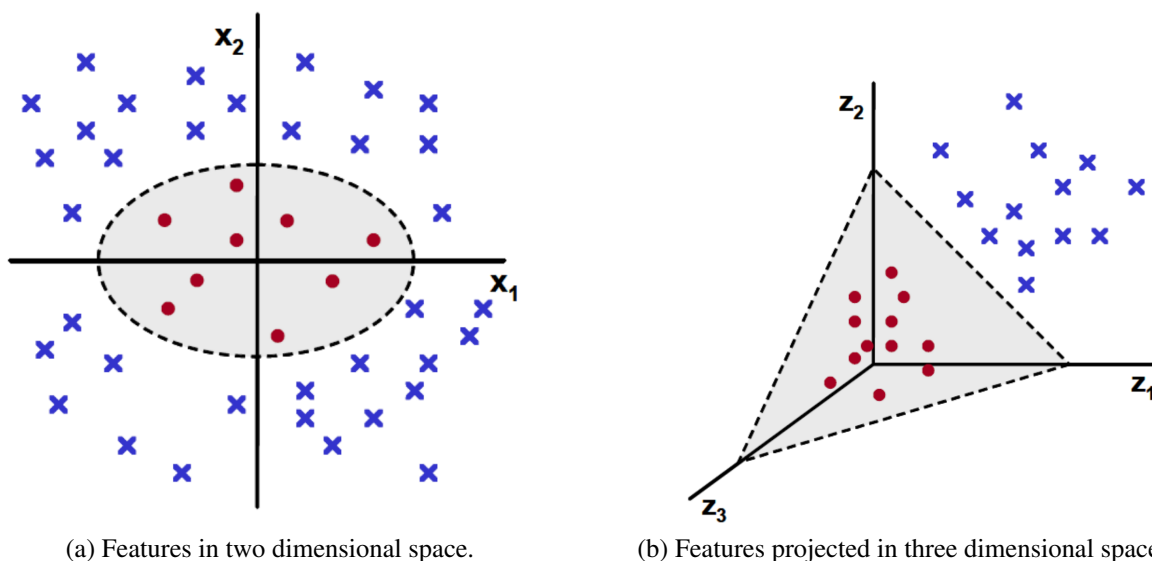 x2
x1
(a) Features in two dimensional space.
z2
z1
z3
(b) Features projected in three dimensional space